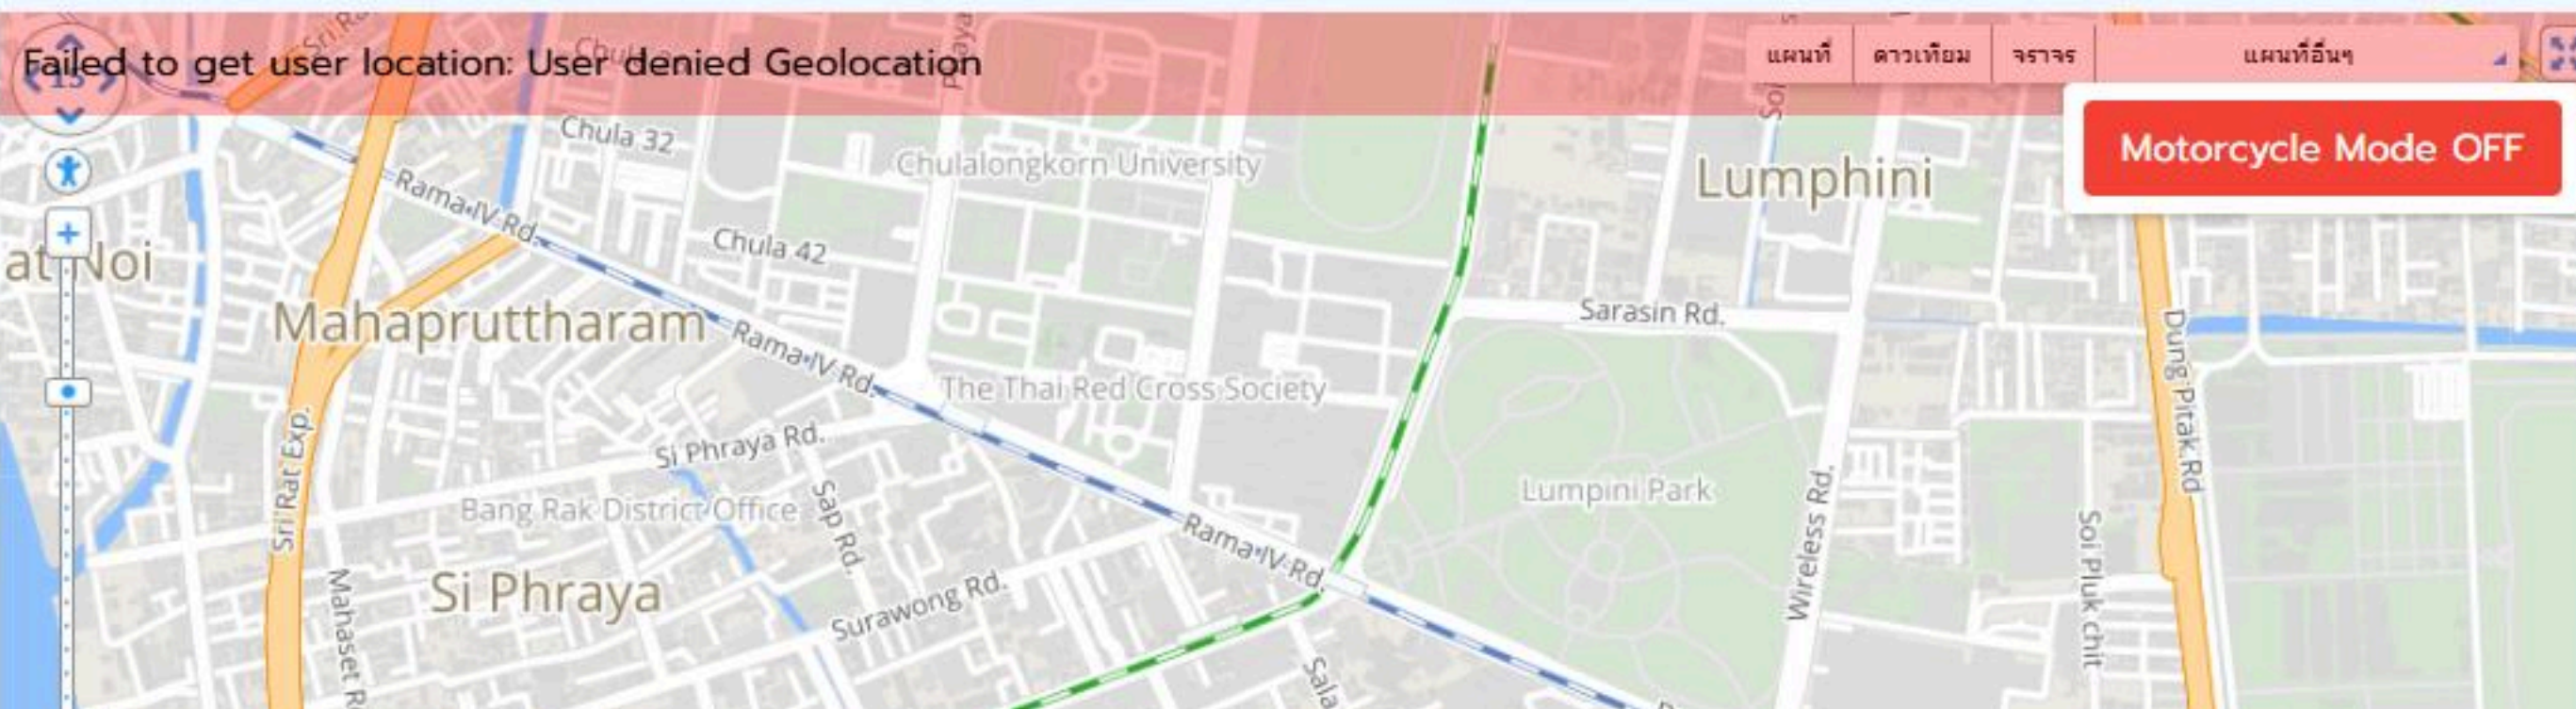 Failed to get user location: User denied Geolocation
แผนที่
ดาวเทียม
จราจร
แผนที่อื่นๆ
Motorcycle Mode OFF
13
Chula 32
Chulalongkorn University
Lumphini
Rama IV Rd.
Chula 42
at Noi
Mahapruttharam
Sarasin Rd.
Rama IV Rd.
The Thai Red Cross Society
Dung Pitak Rd
Si Phraya Rd.
Sri Rat Exp.
Bang Rak District Office
Sap Rd.
Lumpini Park
Wireless Rd.
Rama IV Rd.
Soi Pluk chit
Si Phraya
Surawong Rd.
Mahaset R
Sala